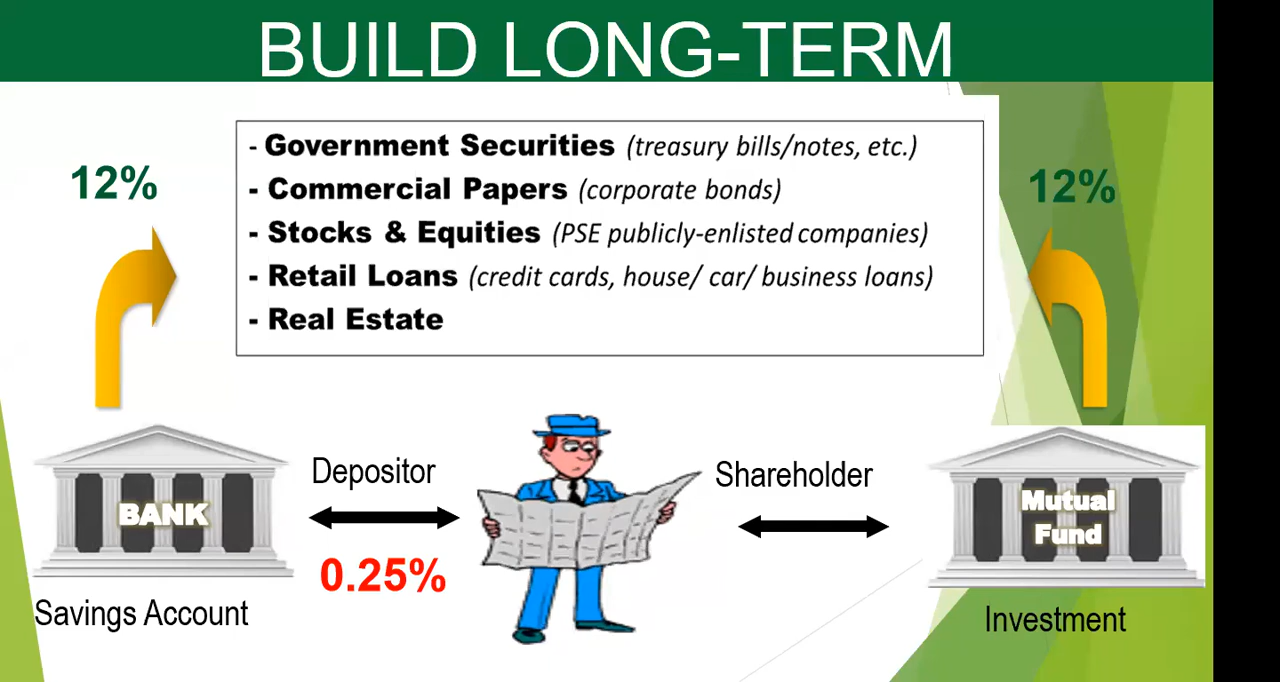 BUILD LONG-TERM
- Government Securities (treasury bills/notes, etc.)
- Commercial Papers (corporate bonds)
- Stocks & Equities (PSE publicly-enlisted companies)
- Retail Loans (credit cards, house/ car/ business loans)
- Real Estate
12%
12%
Depositor
Shareholder
BANK
Mutual
Fund
0.25%
Savings Account
Investment